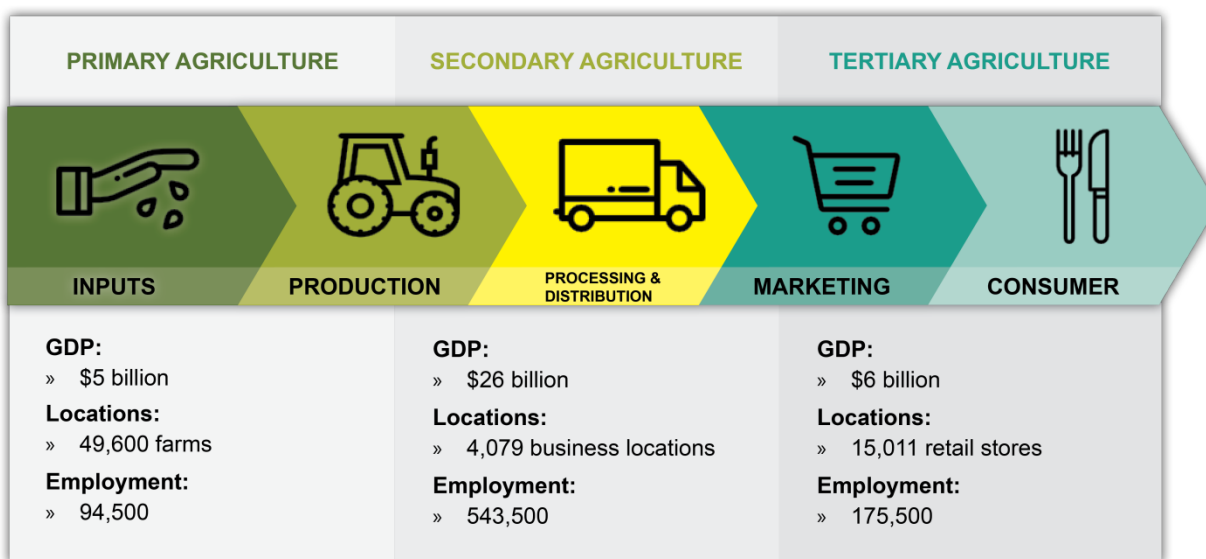 PRIMARY AGRICULTURE
SECONDARY AGRICULTURE
TERTIARY AGRICULTURE
INPUTS
PRODUCTION
PROCESSING &
DISTRIBUTION
MARKETING
CONSUMER
GDP:
» $5 billion
Locations:
» 49,600 farms
Employment:
» 94,500
GDP:
» $26 billion
Locations:
» 4,079 business locations
Employment:
» 543,500
GDP:
» $6 billion
Locations:
» 15,011 retail stores
Employment:
» 175,500